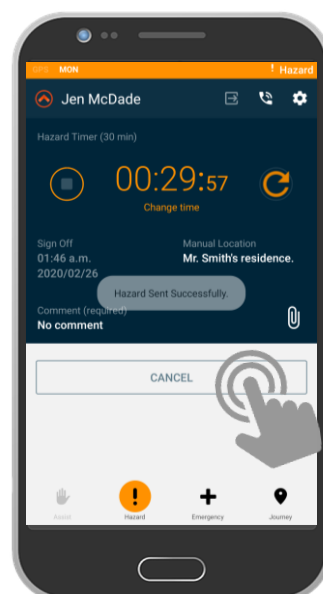 GPS MON ! Hazard
Jen McDade
Hazard Timer (30 min)
00:29:57
Change time
Sign Off Manual Location
01:46 a.m. Mr. Smith's residence.
2020/02/26
Hazard Sent Successfully.
Comment (required)
No comment
CANCEL
Assist Hazard Emergency Journey